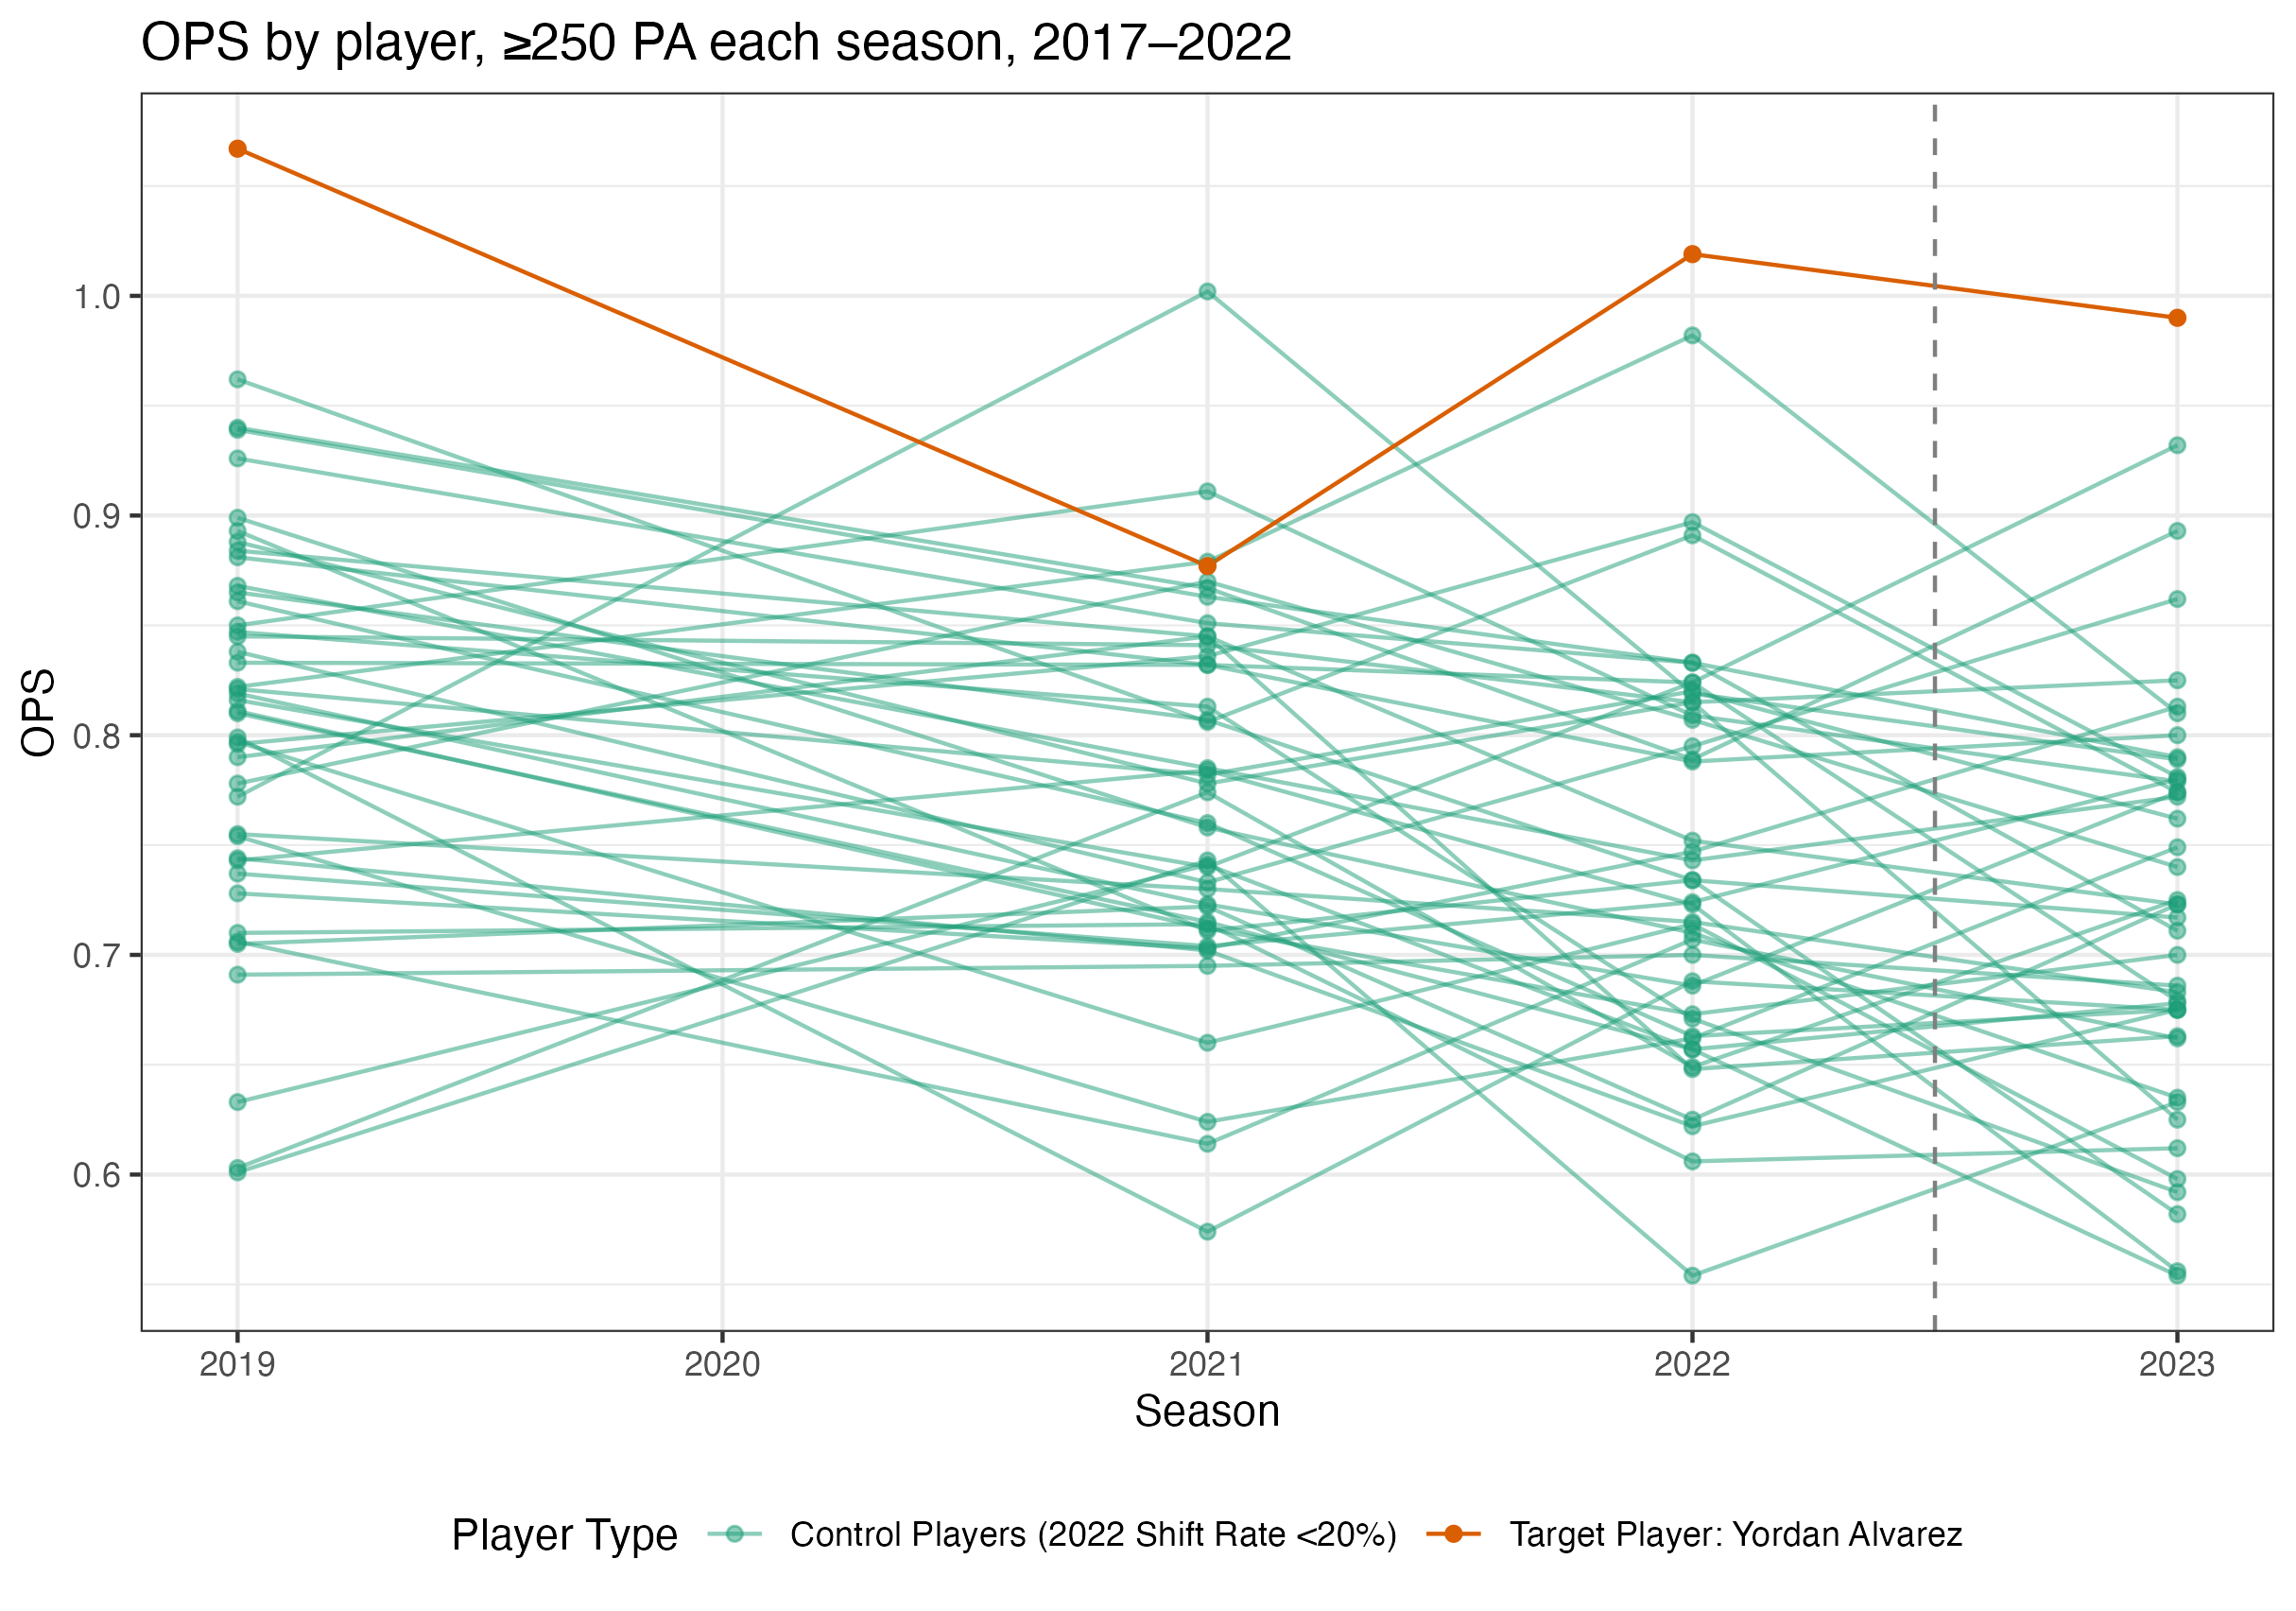 OPS by player, ≥250 PA each season, 2017–2022
OPS
1.0
0.9
0.8
0.7
0.6
2019 2020 2021 2022 2023
Season
Player Type Control Players (2022 Shift Rate <20%) Target Player: Yordan Alvarez